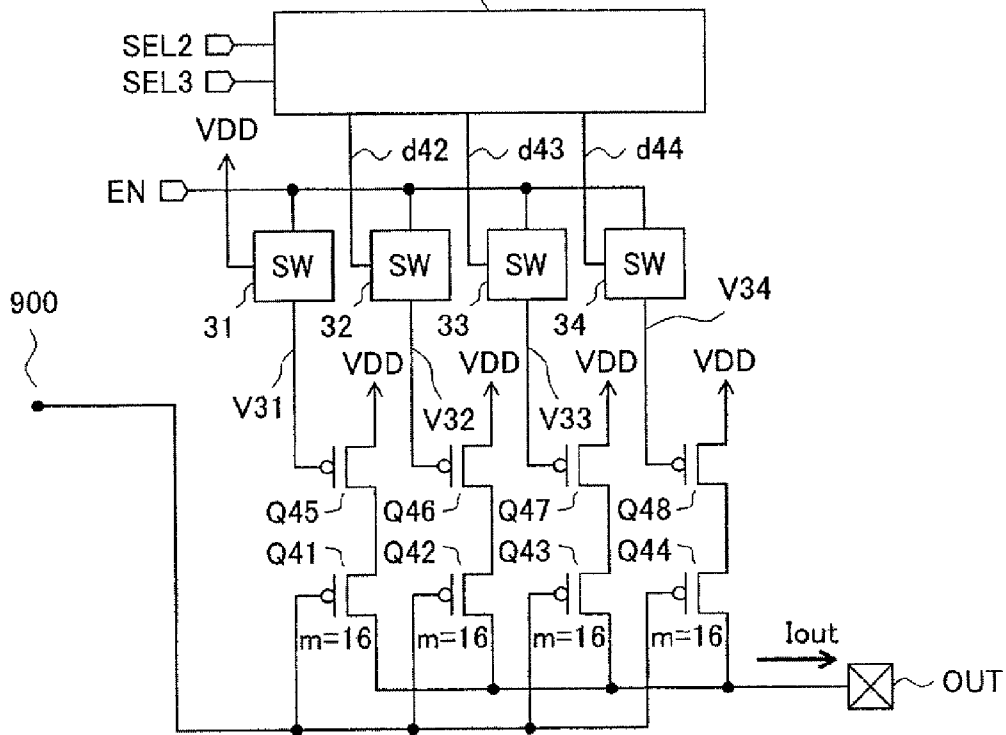 SEL2
SEL3
VDD
d42 d43 d44
EN
SW SW SW SW
900
31 32 33 34 V34
VDD VDD VDD VDD
V31 V32 V33
Q45 Q46 Q47 Q48
Q41 Q42 Q43 Q44
m=16 m=16 m=16 m=16
Iout
OUT